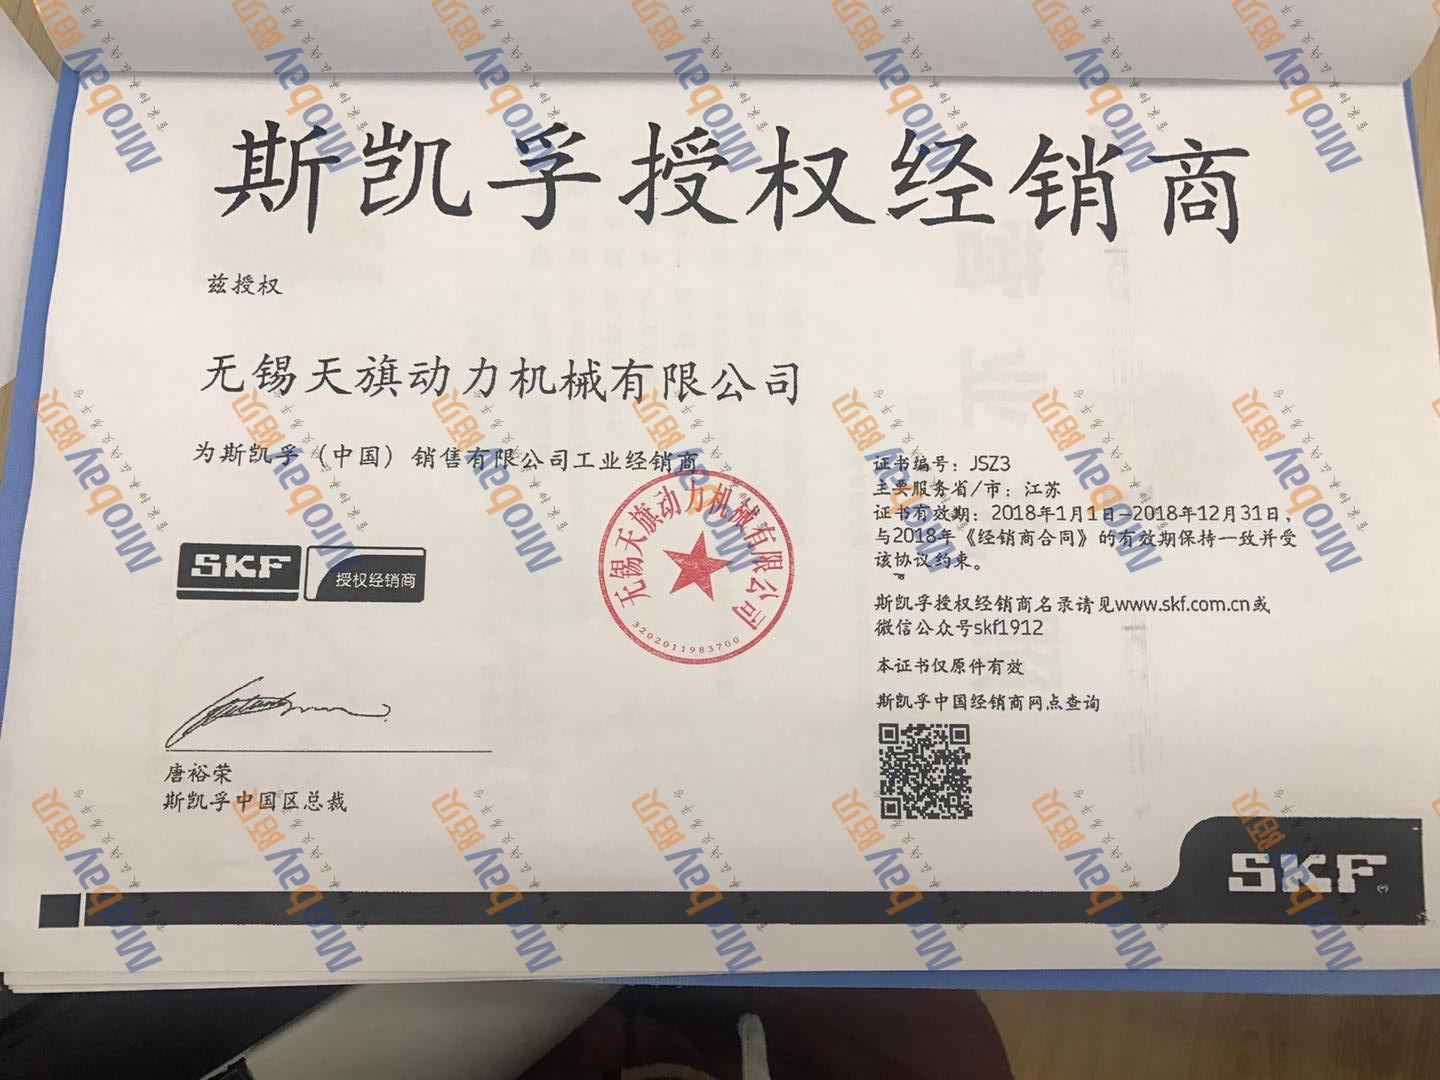 斯凯孚授权经销商
兹授权
无锡天旗动力机械有限公司
为斯凯孚（中国）销售有限公司工业经销商
SKF 授权经销商
无锡天旗动力机械有限公司
3202011983700
唐裕荣
斯凯孚中国区总裁
证书编号：JSZ3
主要服务省/市：江苏
证书有效期：2018年1月1日-2018年12月31日，
与2018年《经销商合同》的有效期保持一致并受
该协议约束。
斯凯孚授权经销商名录请见www.skf.com.cn或
微信公众号skf1912
本证书仅原件有效
斯凯孚中国经销商网点查询
SKF
Mrobay